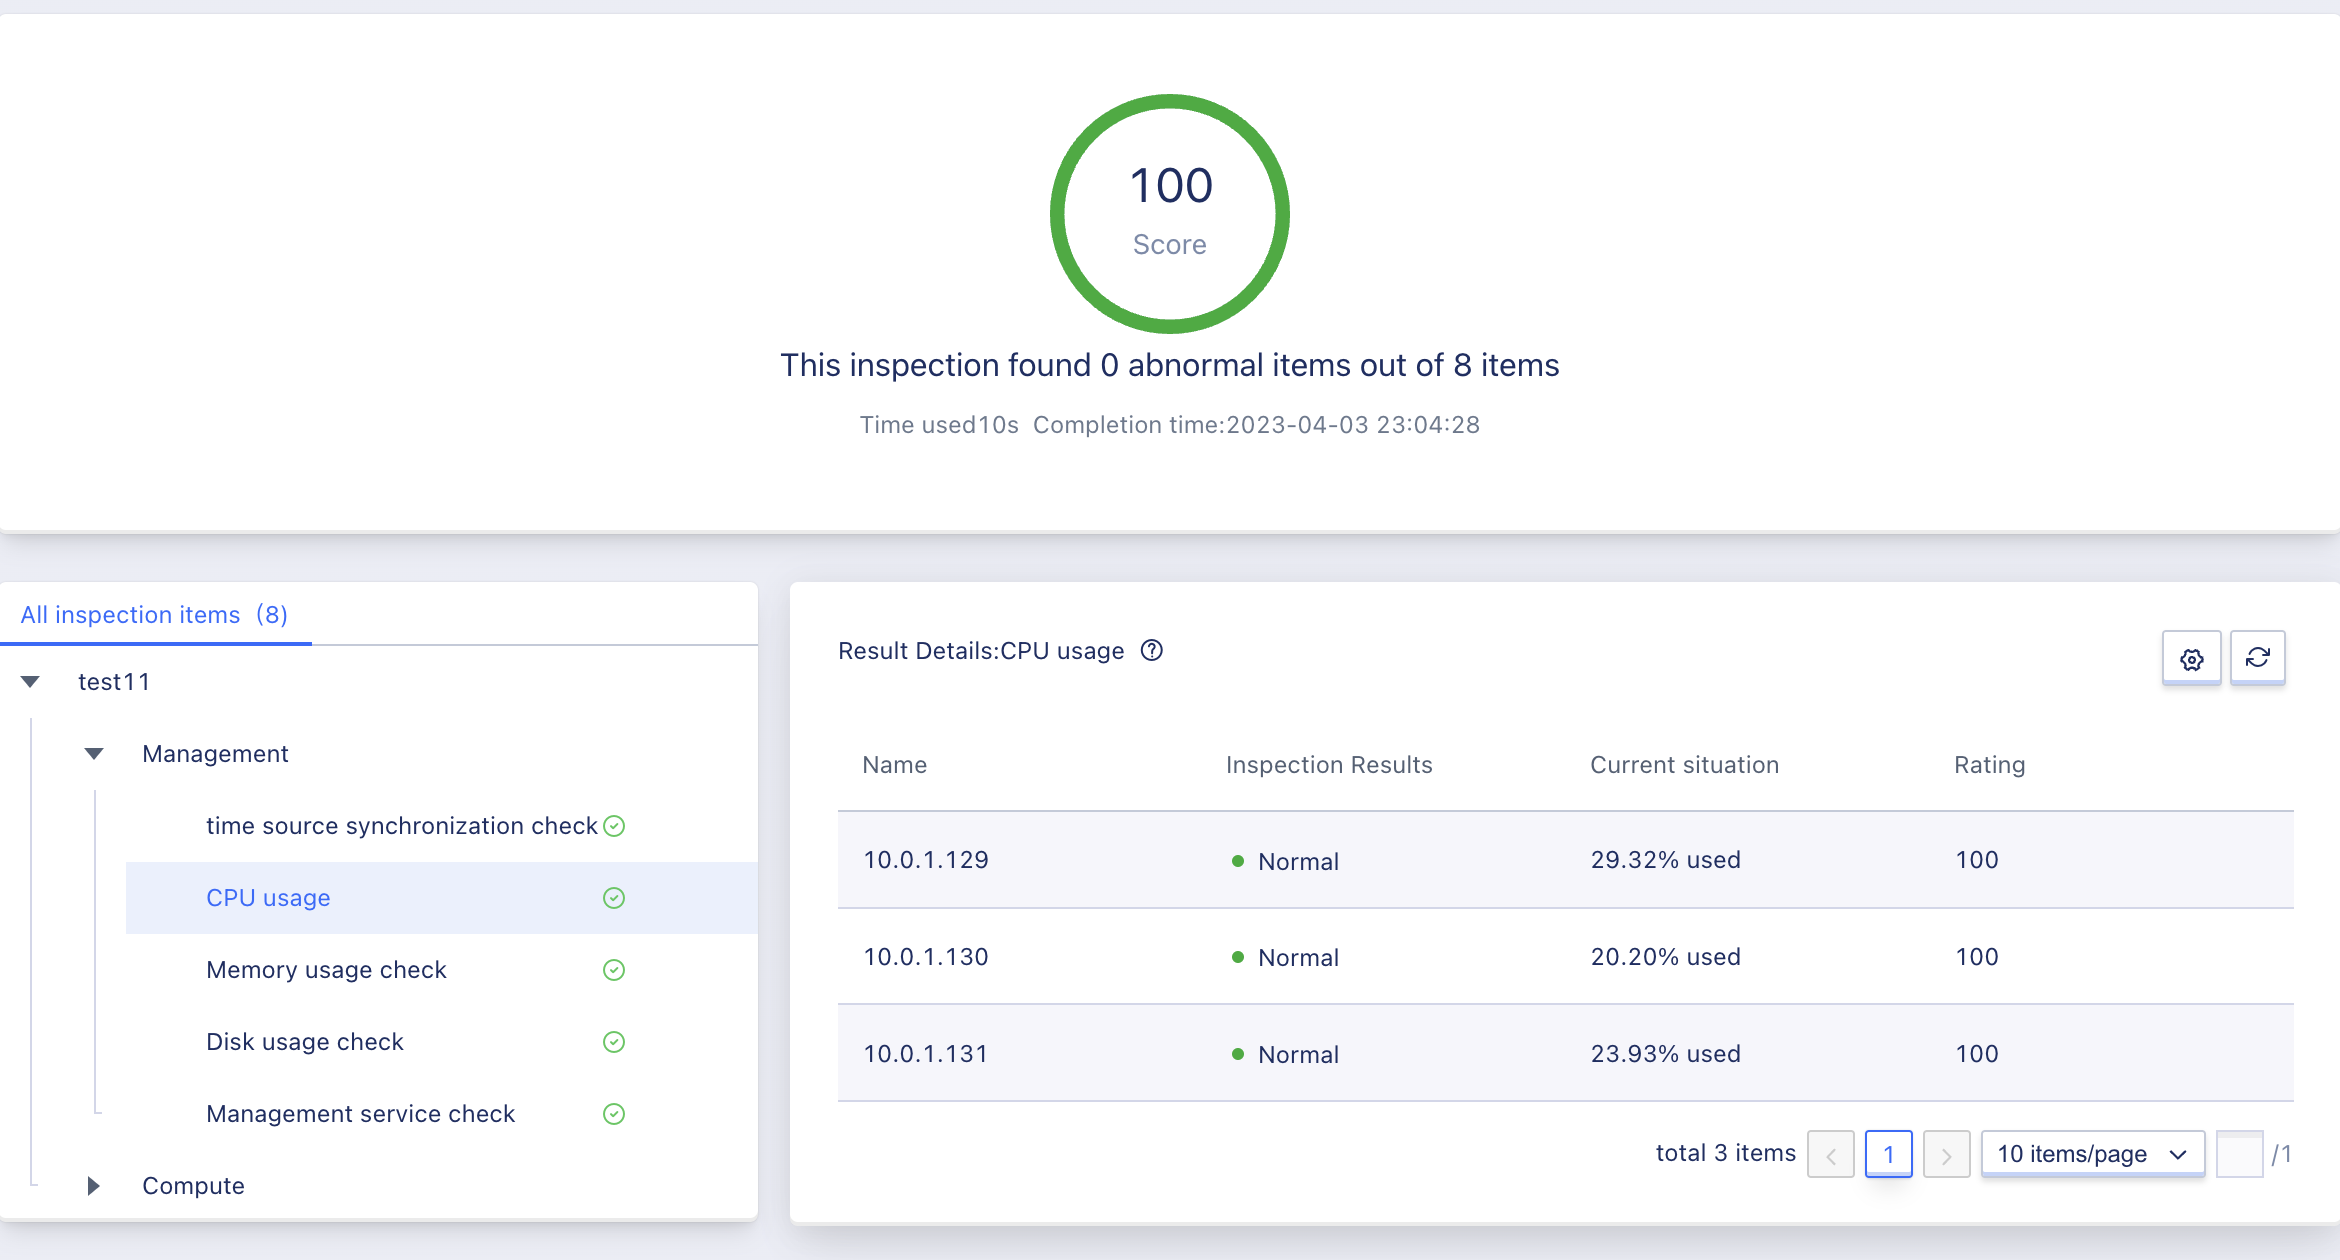 100
Score
This inspection found 0 abnormal items out of 8 items
Time used10s Completion time:2023-04-03 23:04:28
All inspection items (8)
test11
Management
time source synchronization check
CPU usage
Memory usage check
Disk usage check
Management service check
Compute
Result Details:CPU usage
Name Inspection Results Current situation Rating
10.0.1.129 Normal 29.32% used 100
10.0.1.130 Normal 20.20% used 100
10.0.1.131 Normal 23.93% used 100
total 3 items 1 10 items/page /1